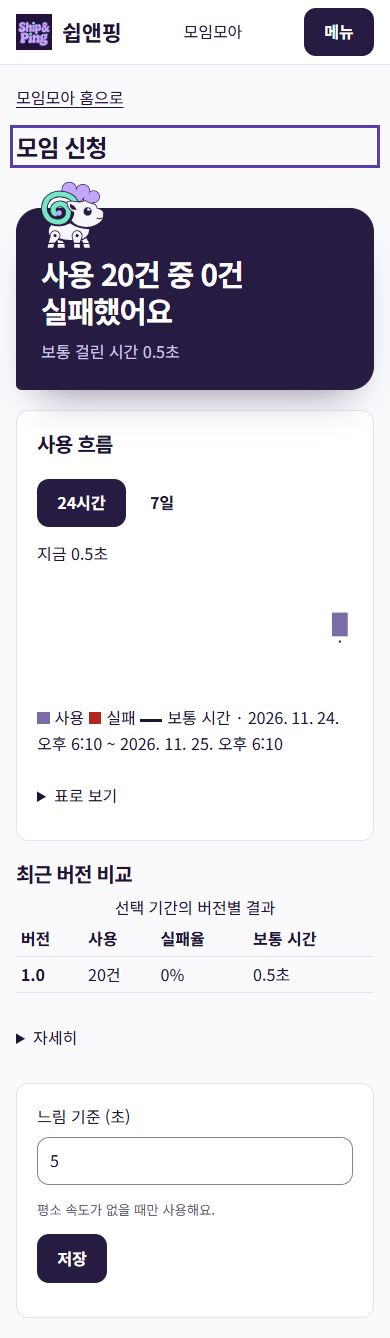 Ship&
Ping
쉽앤핑
모임모아
메뉴
모임모아 홈으로
모임 신청
사용 20건 중 0건
실패했어요
보통 걸린 시간 0.5초
사용 흐름
24시간
7일
지금 0.5초
사용 실패 보통 시간 · 2026. 11. 24.
오후 6:10 ~ 2026. 11. 25. 오후 6:10
표로 보기
최근 버전 비교
선택 기간의 버전별 결과
버전 사용 실패율 보통 시간
1.0 20건 0% 0.5초
자세히
느림 기준 (초)
5
평소 속도가 없을 때만 사용해요.
저장